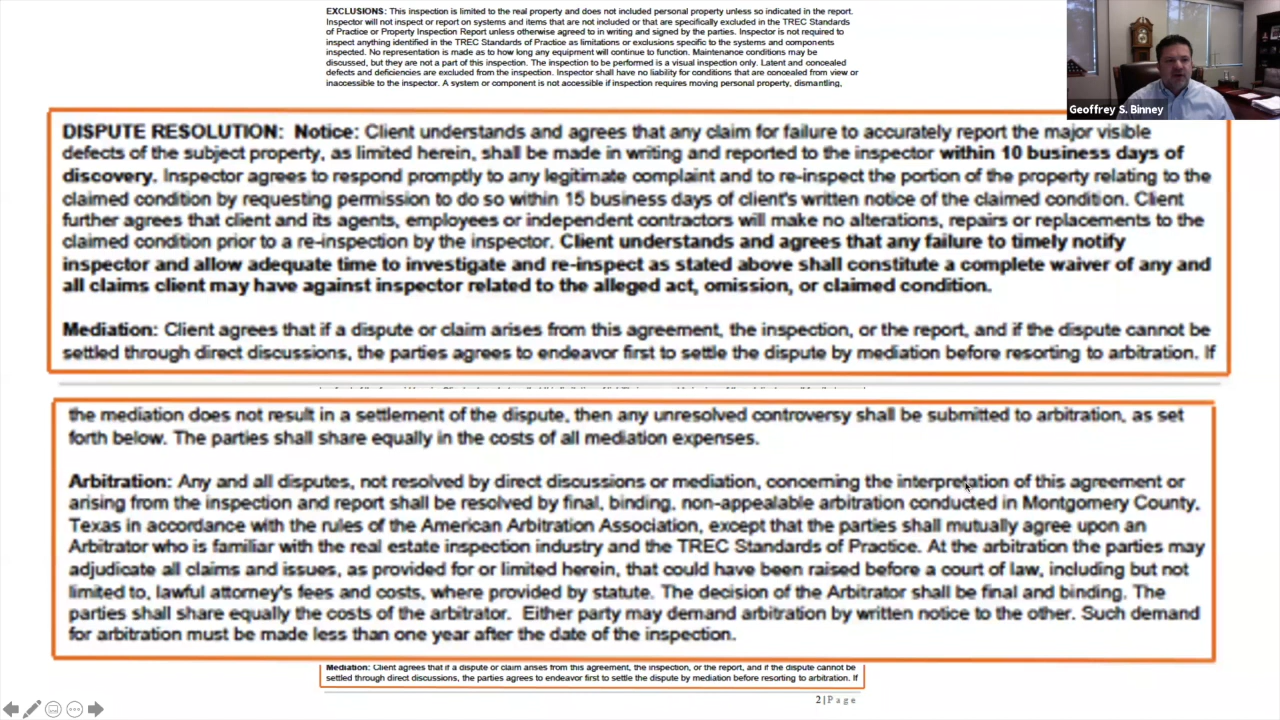 EXCLUSIONS: This inspection is limited to the real property and does not included personal property unless so indicated in the report.
Inspector will not inspect or report on systems and items that are not included or that are specifically excluded in the TREC Standards
of Practice or Property Inspection Report unless otherwise agreed to in writing and signed by the parties. Inspector is not required to
inspect anything identified in the TREC Standards of Practice as limitations or exclusions specific to the systems and components
inspected. No representation is made as to how long any equipment will continue to function. Maintenance conditions may be
discussed, but they are not a part of this inspection. The inspection to be performed is a visual inspection only. Latent and concealed
defects and deficiencies are excluded from the inspection. Inspector shall have no liability for conditions that are concealed from view or
inaccessible to the inspector. A system or component is not accessible if inspection requires moving personal property, dismantling,
Geoffrey S. Binney
DISPUTE RESOLUTION: Notice: Client understands and agrees that any claim for failure to accurately report the major visible
defects of the subject property, as limited herein, shall be made in writing and reported to the inspector within 10 business days of
discovery. Inspector agrees to respond promptly to any legitimate complaint and to re-inspect the portion of the property relating to the
claimed condition by requesting permission to do so within 15 business days of client's written notice of the claimed condition. Client
further agrees that client and its agents, employees or independent contractors will make no alterations, repairs or replacements to the
claimed condition prior to a re-inspection by the inspector. Client understands and agrees that any failure to timely notify
inspector and allow adequate time to investigate and re-inspect as stated above shall constitute a complete waiver of any and
all claims client may have against inspector related to the alleged act, omission, or claimed condition.
Mediation: Client agrees that if a dispute or claim arises from this agreement, the inspection, or the report, and if the dispute cannot be
settled through direct discussions, the parties agrees to endeavor first to settle the dispute by mediation before resorting to arbitration. If
the mediation does not result in a settlement of the dispute, then any unresolved controversy shall be submitted to arbitration, as set
forth below. The parties shall share equally in the costs of all mediation expenses.
Arbitration: Any and all disputes, not resolved by direct discussions or mediation, concerning the interpretation of this agreement or
arising from the inspection and report shall be resolved by final, binding, non-appealable arbitration conducted in Montgomery County,
Texas in accordance with the rules of the American Arbitration Association, except that the parties shall mutually agree upon an
Arbitrator who is familiar with the real estate inspection industry and the TREC Standards of Practice. At the arbitration the parties may
adjudicate all claims and issues, as provided for or limited herein, that could have been raised before a court of law, including but not
limited to, lawful attorney's fees and costs, where provided by statute. The decision of the Arbitrator shall be final and binding. The
parties shall share equally the costs of the arbitrator. Either party may demand arbitration by written notice to the other. Such demand
for arbitration must be made less than one year after the date of the inspection.
Mediation: Client agrees that if a dispute or claim arises from this agreement, the inspection, or the report, and if the dispute cannot be
settled through direct discussions, the parties agrees to endeavor first to settle the dispute by mediation before resorting to arbitration. If
2 | Page